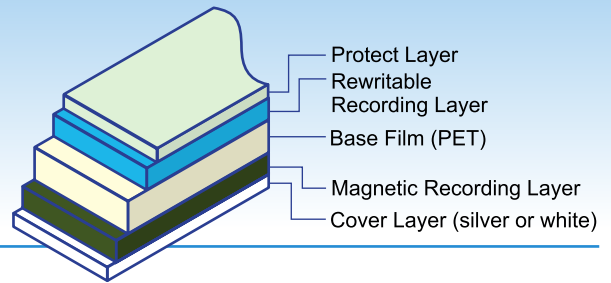 Protect Layer
Rewritable
Recording Layer
Base Film (PET)
Magnetic Recording Layer
Cover Layer (silver or white)